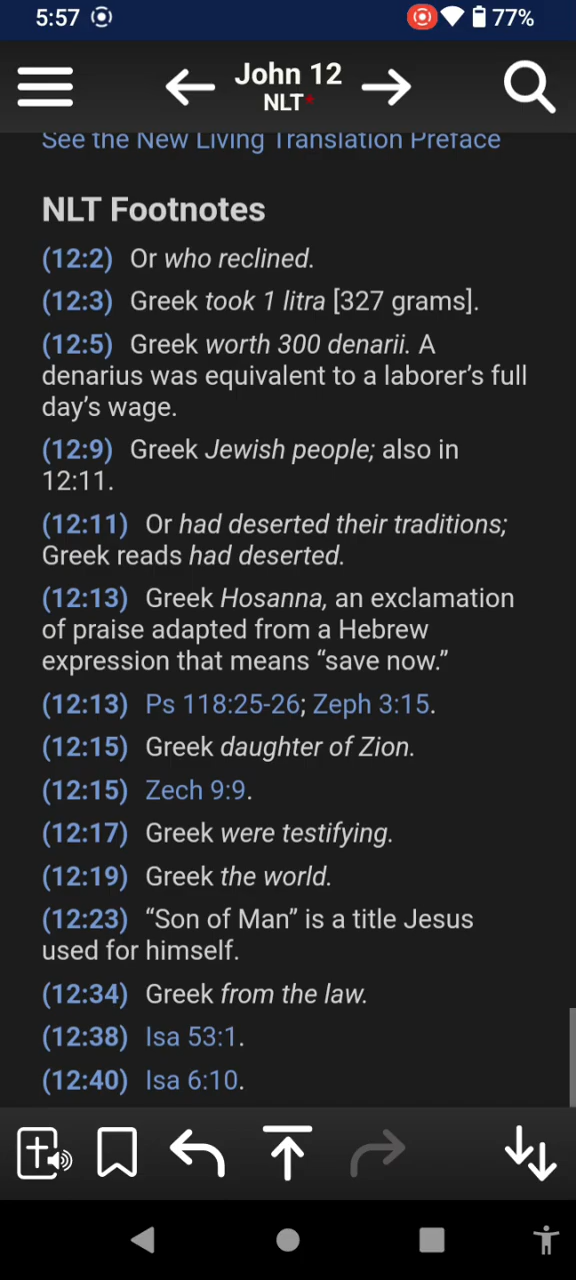 5:57
77%
John 12
NLT
See the New Living Translation Preface
NLT Footnotes
(12:2) Or who reclined.
(12:3) Greek took 1 litra [327 grams].
(12:5) Greek worth 300 denarii. A
denarius was equivalent to a laborer’s full
day’s wage.
(12:9) Greek Jewish people; also in
12:11.
(12:11) Or had deserted their traditions;
Greek reads had deserted.
(12:13) Greek Hosanna, an exclamation
of praise adapted from a Hebrew
expression that means “save now.”
(12:13) Ps 118:25-26; Zeph 3:15.
(12:15) Greek daughter of Zion.
(12:15) Zech 9:9.
(12:17) Greek were testifying.
(12:19) Greek the world.
(12:23) “Son of Man” is a title Jesus
used for himself.
(12:34) Greek from the law.
(12:38) Isa 53:1.
(12:40) Isa 6:10.